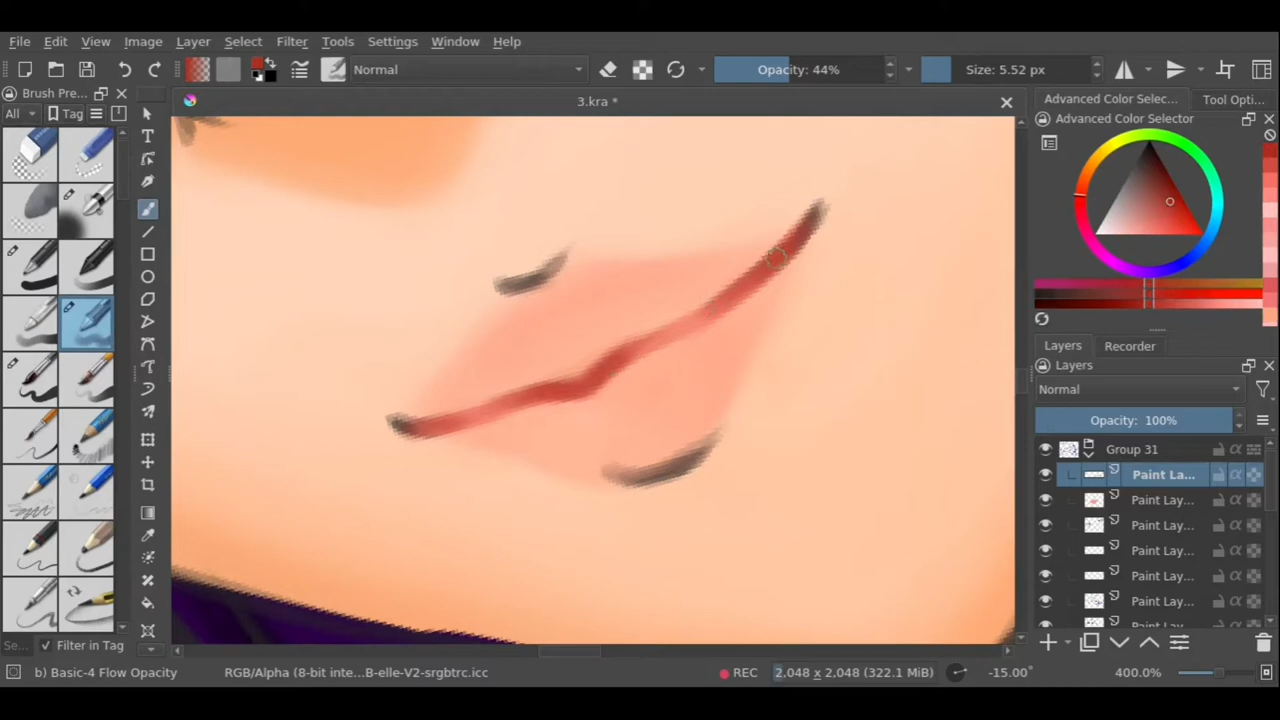 File Edit View Image Layer Select Filter Tools Settings Window Help
Normal Opacity: 44% Size: 5.52 px
Brush Pre... 3.kra * Advanced Color Selec... Tool Opti...
All Tag Advanced Color Selector
Layers Recorder
Layers
Normal
Opacity: 100%
Group 31
Paint La...
Paint Lay...
Paint Lay...
Paint Lay...
Paint Lay...
Paint Lay...
Se... Filter in Tag
b) Basic-4 Flow Opacity RGB/Alpha (8-bit inte...B-elle-V2-srgbtrc.icc REC 2,048 x 2,048 (322.1 MiB) -15.00° 400.0%